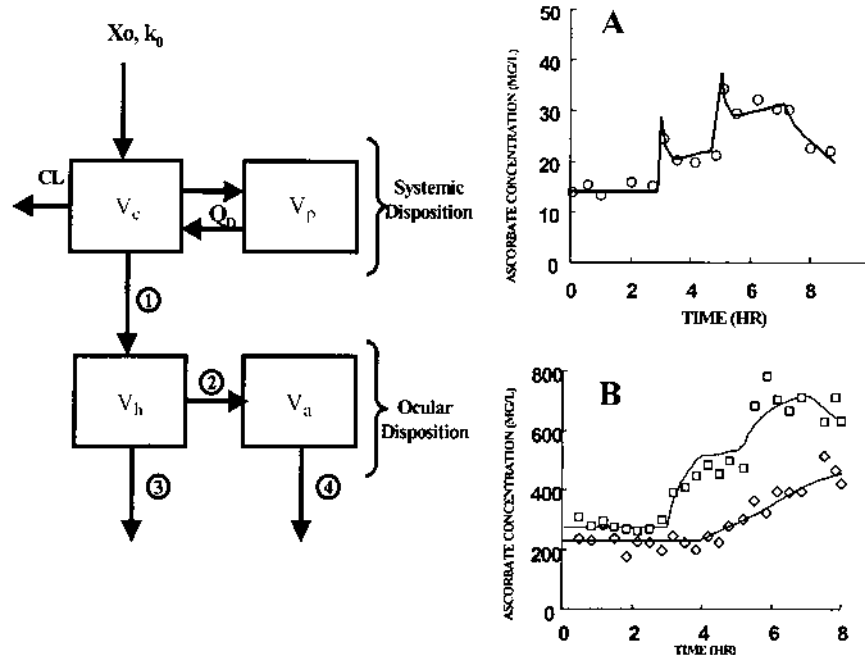 Xo, k0
CL
Vc
QD
Vp
Systemic
Disposition
①
Vh
②
Va
Ocular
Disposition
③
④
A
ASCORBATE CONCENTRATION (MG/L)
50
40
30
20
10
0
0 2 4 6 8
TIME (HR)
B
ASCORBATE CONCENTRATION (MG/L)
800
600
400
200
0
0 2 4 6 8
TIME (HR)